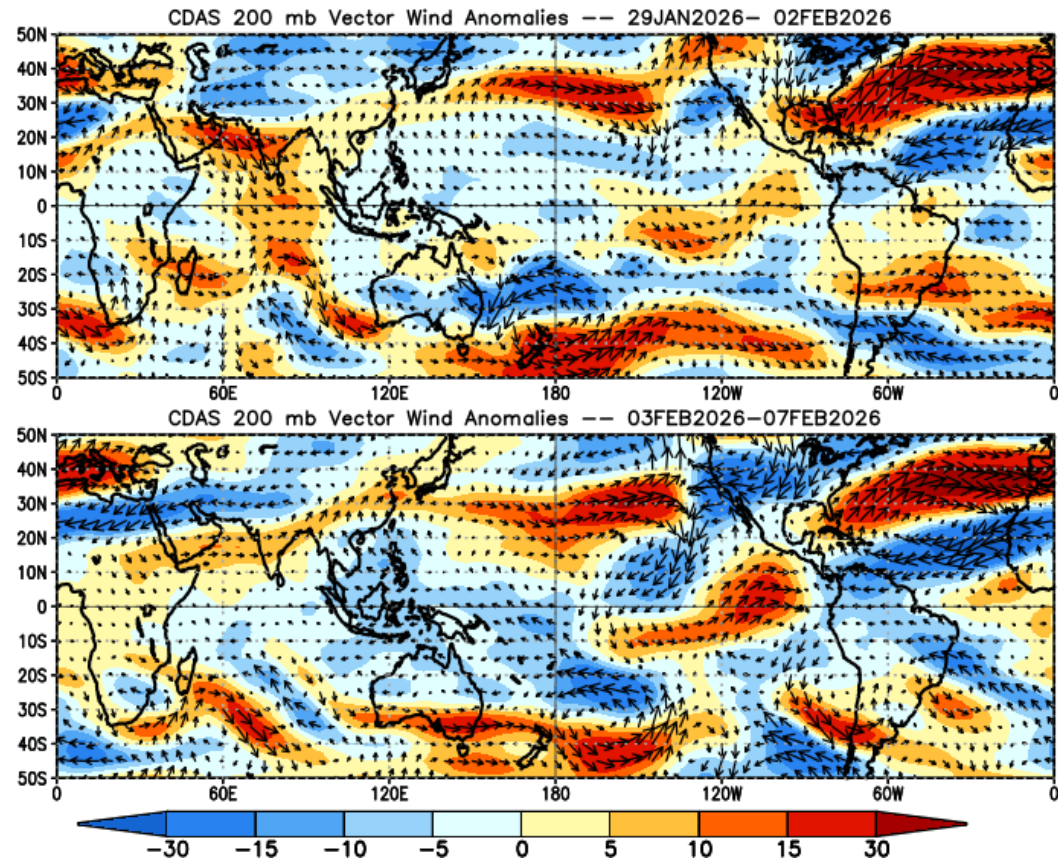 CDAS 200 mb Vector Wind Anomalies -- 29JAN2026- 02FEB2026
50N
40N
30N
20N
10N
0
10S
20S
30S
40S
50S
0 60E 120E 180 120W 60W 0
CDAS 200 mb Vector Wind Anomalies -- 03FEB2026-07FEB2026
50N
40N
30N
20N
10N
0
10S
20S
30S
40S
50S
0 60E 120E 180 120W 60W 0
-30 -15 -10 -5 0 5 10 15 30